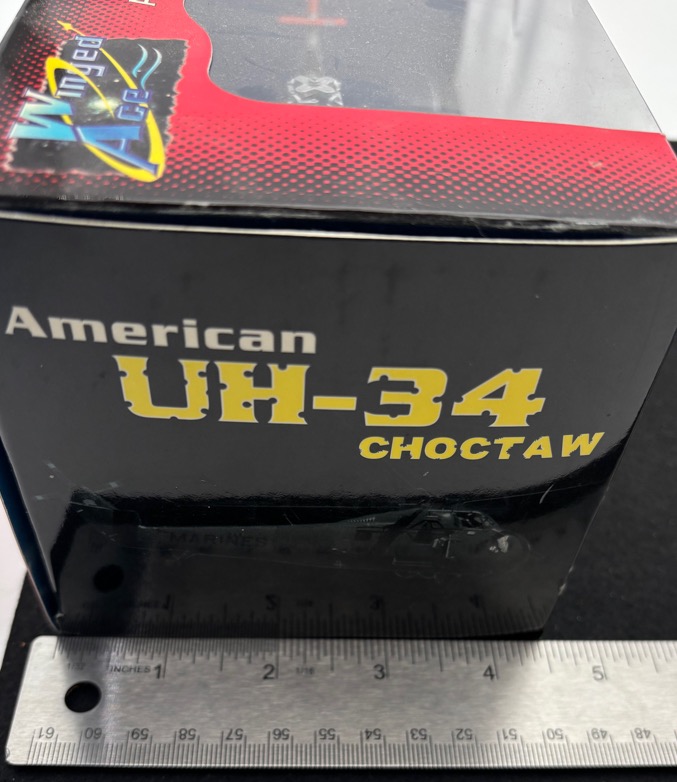 Winged
Ace
American
UH-34
CHOCTAW
MARINES
INCHES 1 2 3 4 5
61 60 59 58 57 56 55 54 53 52 51 50 49 48